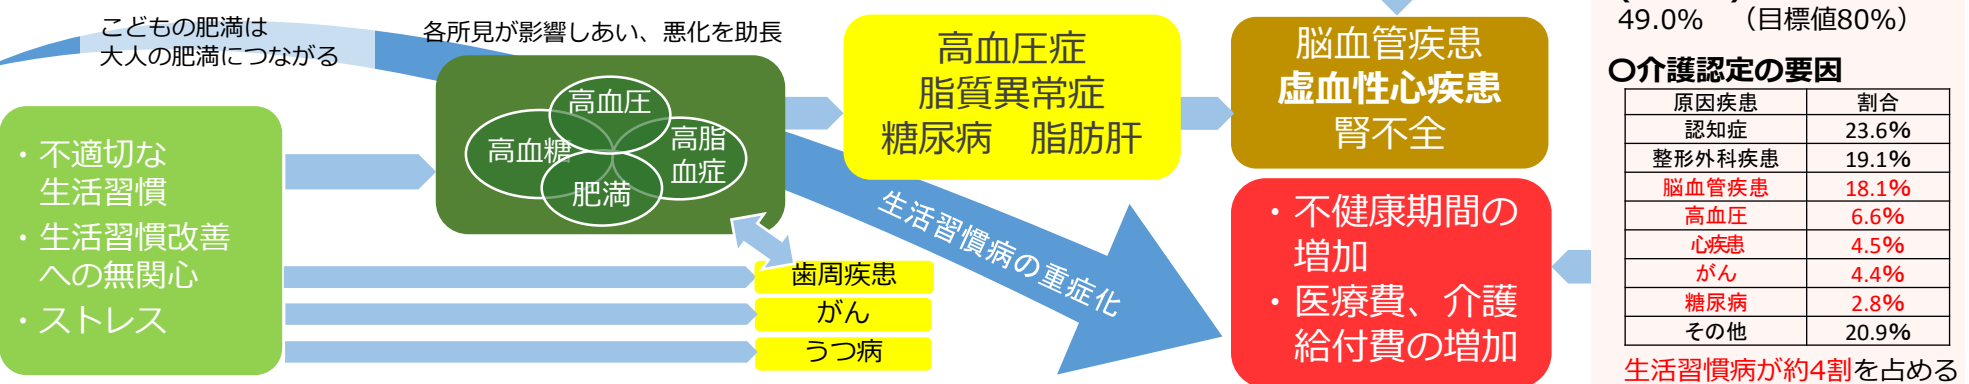 こどもの肥満は
大人の肥満につながる
各所見が影響しあい、悪化を助長
・不適切な
生活習慣
・生活習慣改善
への無関心
・ストレス
高血圧
高血糖
高脂
血症
肥満
高血圧症
脂質異常症
糖尿病　脂肪肝
脳血管疾患
虚血性心疾患
腎不全
生活習慣病の重症化
歯周疾患
がん
うつ病
・不健康期間の
増加
・医療費、介護
給付費の増加
49.0%　（目標値80%）
〇介護認定の要因
原因疾患　割合
認知症　23.6%
整形外科疾患　19.1%
脳血管疾患　18.1%
高血圧　6.6%
心疾患　4.5%
がん　4.4%
糖尿病　2.8%
その他　20.9%
生活習慣病が約4割を占める